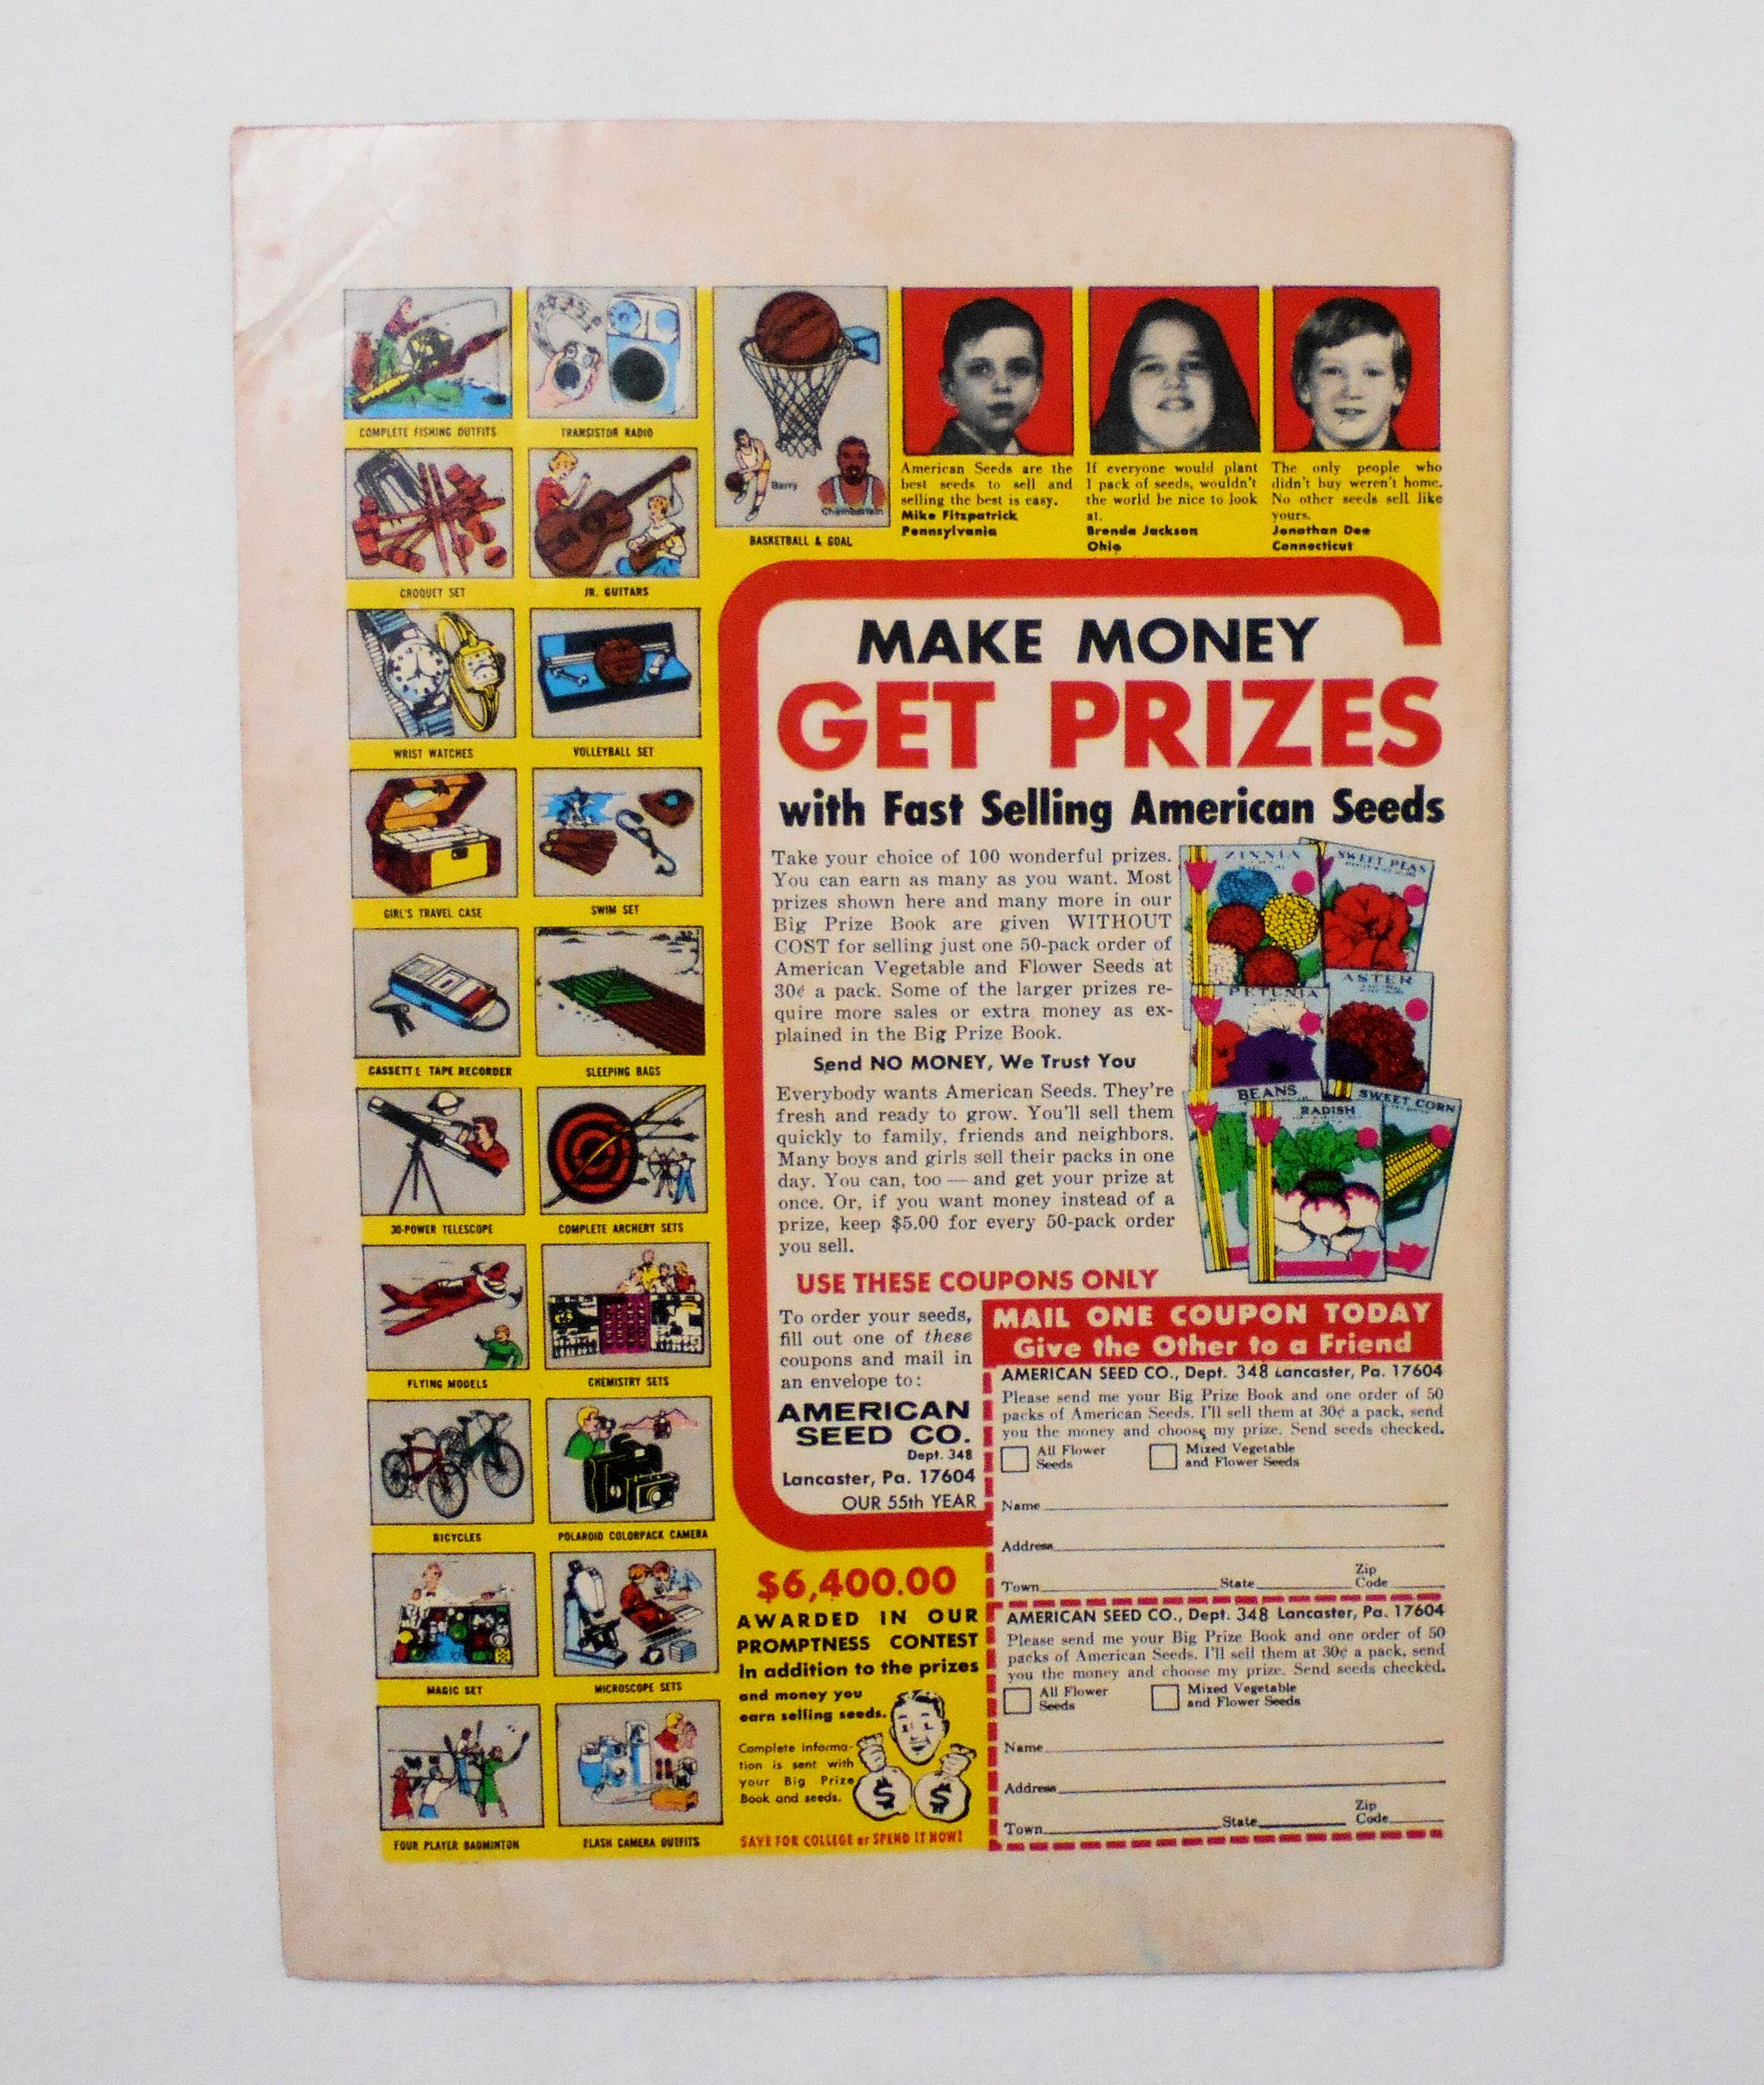 COMPLETE FISHING OUTFITS
TRANSISTOR RADIO
CROQUET SET
JR. GUITARS
WRIST WATCHES
VOLLEYBALL SET
GIRL'S TRAVEL CASE
SWIM SET
CASSETTE TAPE RECORDER
SLEEPING BAGS
30-POWER TELESCOPE
COMPLETE ARCHERY SETS
FLYING MODELS
CHEMISTRY SETS
BICYCLES
POLAROID COLORPACK CAMERA
MAGIC SET
MICROSCOPE SETS
FOUR PLAYER BADMINTON
FLASH CAMERA OUTFITS
Barry
Chamberlain
BASKETBALL & GOAL
American Seeds are the
best seeds to sell and
selling the best is easy.
Mike Fitzpatrick
Pennsylvania
If everyone would plant
1 pack of seeds, wouldn't
the world be nice to look
at.
Brenda Jackson
Ohio
The only people who
didn't buy weren't home.
No other seeds sell like
yours.
Jonathan Dee
Connecticut
MAKE MONEY
GET PRIZES
with Fast Selling American Seeds
Take your choice of 100 wonderful prizes.
You can earn as many as you want. Most
prizes shown here and many more in our
Big Prize Book are given WITHOUT
COST for selling just one 50-pack order of
American Vegetable and Flower Seeds at
30¢ a pack. Some of the larger prizes re-
quire more sales or extra money as ex-
plained in the Big Prize Book.
Send NO MONEY, We Trust You
Everybody wants American Seeds. They're
fresh and ready to grow. You'll sell them
quickly to family, friends and neighbors.
Many boys and girls sell their packs in one
day. You can, too — and get your prize at
once. Or, if you want money instead of a
prize, keep $5.00 for every 50-pack order
you sell.
ZINNIA
SWEET PEAS
PETUNIA
ASTER
BEANS
RADISH
SWEET CORN
USE THESE COUPONS ONLY
To order your seeds,
fill out one of these
coupons and mail in
an envelope to:
AMERICAN
SEED CO.
Dept. 348
Lancaster, Pa. 17604
OUR 55th YEAR
MAIL ONE COUPON TODAY
Give the Other to a Friend
AMERICAN SEED CO., Dept. 348 Lancaster, Pa. 17604
Please send me your Big Prize Book and one order of 50
packs of American Seeds. I'll sell them at 30¢ a pack, send
you the money and choose my prize. Send seeds checked.
All Flower Seeds
Mixed Vegetable and Flower Seeds
Name
Address
Town State Zip Code
AMERICAN SEED CO., Dept. 348 Lancaster, Pa. 17604
Please send me your Big Prize Book and one order of 50
packs of American Seeds. I'll sell them at 30¢ a pack, send
you the money and choose my prize. Send seeds checked.
All Flower Seeds
Mixed Vegetable and Flower Seeds
Name
Address
Town State Zip Code
$6,400.00
AWARDED IN OUR
PROMPTNESS CONTEST
In addition to the prizes
and money you
earn selling seeds.
Complete informa-
tion is sent with
your Big Prize
Book and seeds.
$ $
SAVE FOR COLLEGE or SPEND IT NOW!